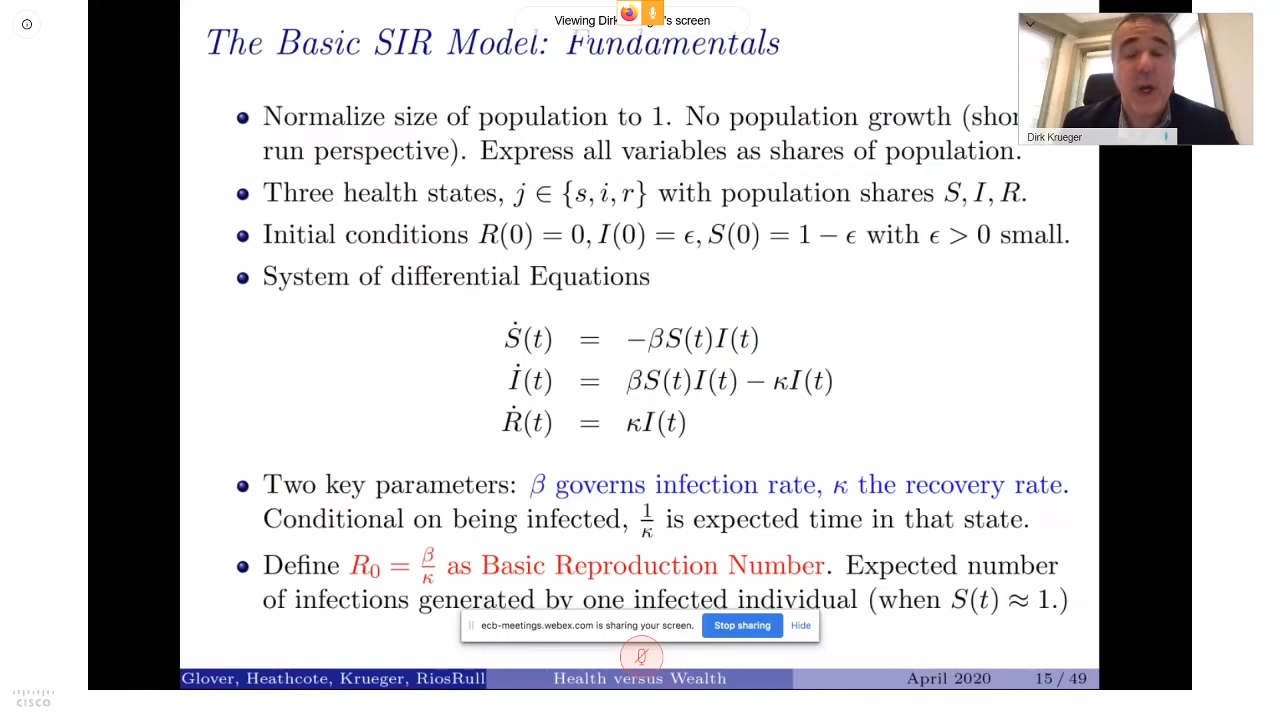 Viewing Dirk 's screen
The Basic SIR Model: Fundamentals
Normalize size of population to 1. No population growth (shor
run perspective). Express all variables as shares of population.
Dirk Krueger
Three health states, j ∈ {s, i, r} with population shares S, I, R.
Initial conditions R(0) = 0, I(0) = ϵ, S(0) = 1 − ϵ with ϵ > 0 small.
System of differential Equations
Ṡ(t) = −βS(t)I(t)
İ(t) = βS(t)I(t) − κI(t)
Ṙ(t) = κI(t)
Two key parameters: β governs infection rate, κ the recovery rate.
Conditional on being infected, 1/κ is expected time in that state.
Define R₀ = β/κ as Basic Reproduction Number. Expected number
of infections generated by one infected individual (when S(t) ≈ 1.)
ecb-meetings.webex.com is sharing your screen. Stop sharing Hide
Glover, Heathcote, Krueger, RiosRull Health versus Wealth April 2020 15 / 49
CISCO